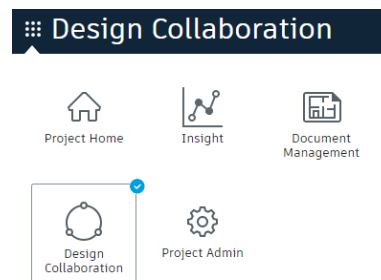 Design Collaboration
Project Home
Insight
Document
Management
Design
Collaboration
Project Admin